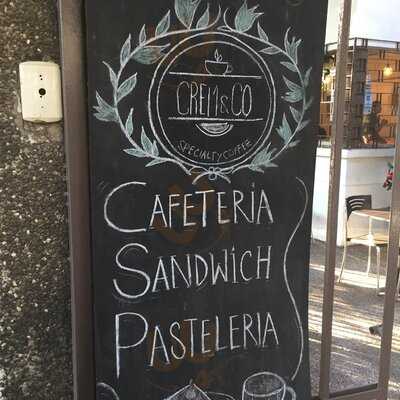 CREM&CO
SPECIALTY COFFEE
CAFETERIA
SANDWICH
PASTELERIA